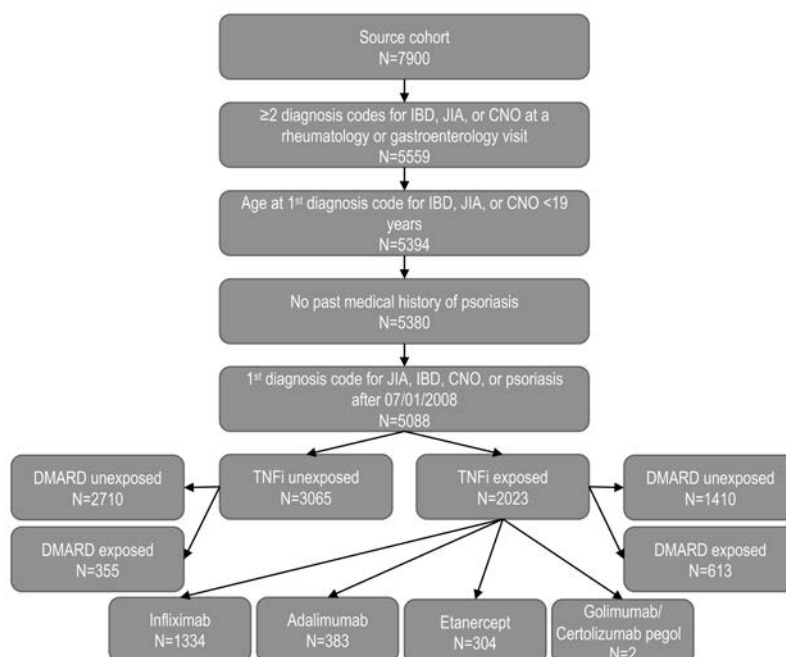 Source cohort
N=7900
≥2 diagnosis codes for IBD, JIA, or CNO at a
rheumatology or gastroenterology visit
N=5559
Age at 1st diagnosis code for IBD, JIA, or CNO <19
years
N=5394
No past medical history of psoriasis
N=5380
1st diagnosis code for JIA, IBD, CNO, or psoriasis
after 07/01/2008
N=5088
DMARD unexposed
N=2710
TNFi unexposed
N=3065
TNFi exposed
N=2023
DMARD unexposed
N=1410
DMARD exposed
N=355
DMARD exposed
N=613
Infliximab
N=1334
Adalimumab
N=383
Etanercept
N=304
Golimumab/
Certolizumab pegol
N=2